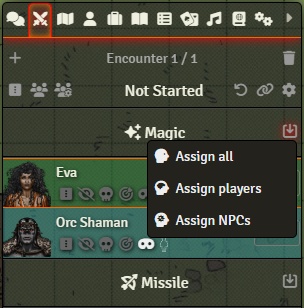 Encounter 1 / 1
Not Started
Magic
Assign all
Eva
Assign players
Orc Shaman
Assign NPCs
Missile